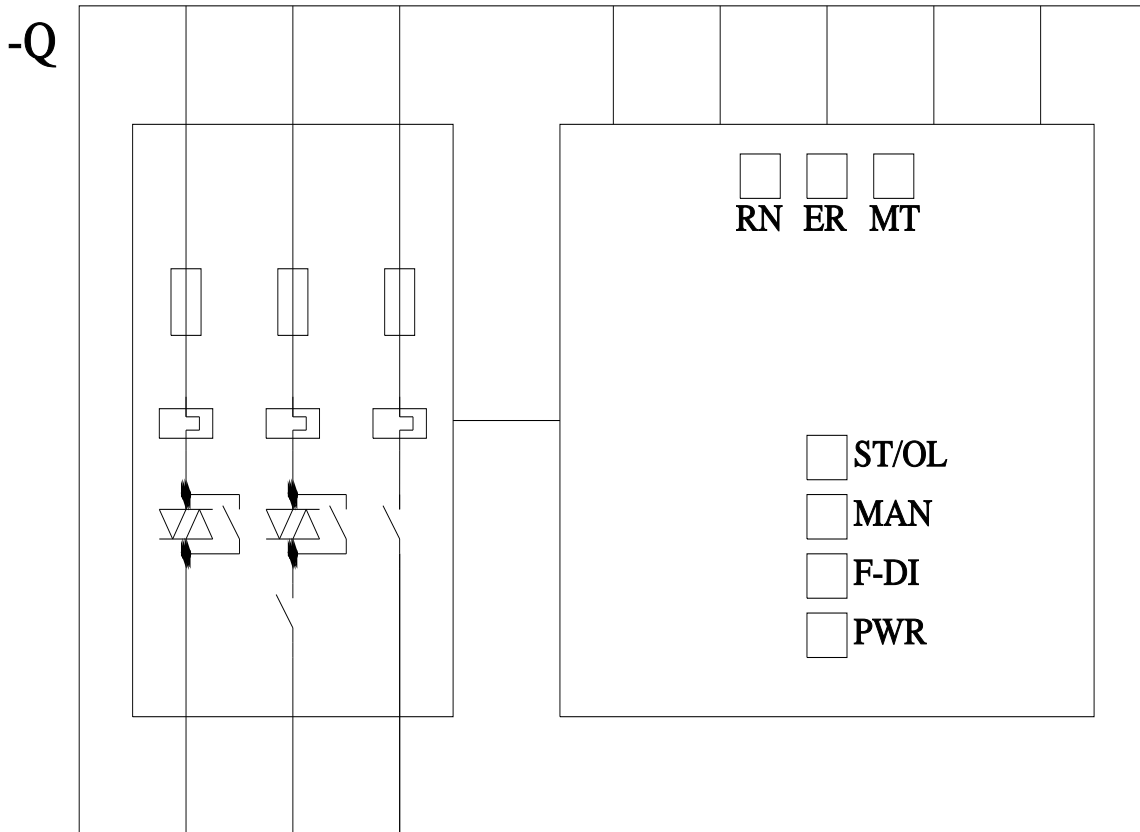 -Q
RN ER MT
ST/OL
MAN
F-DI
PWR